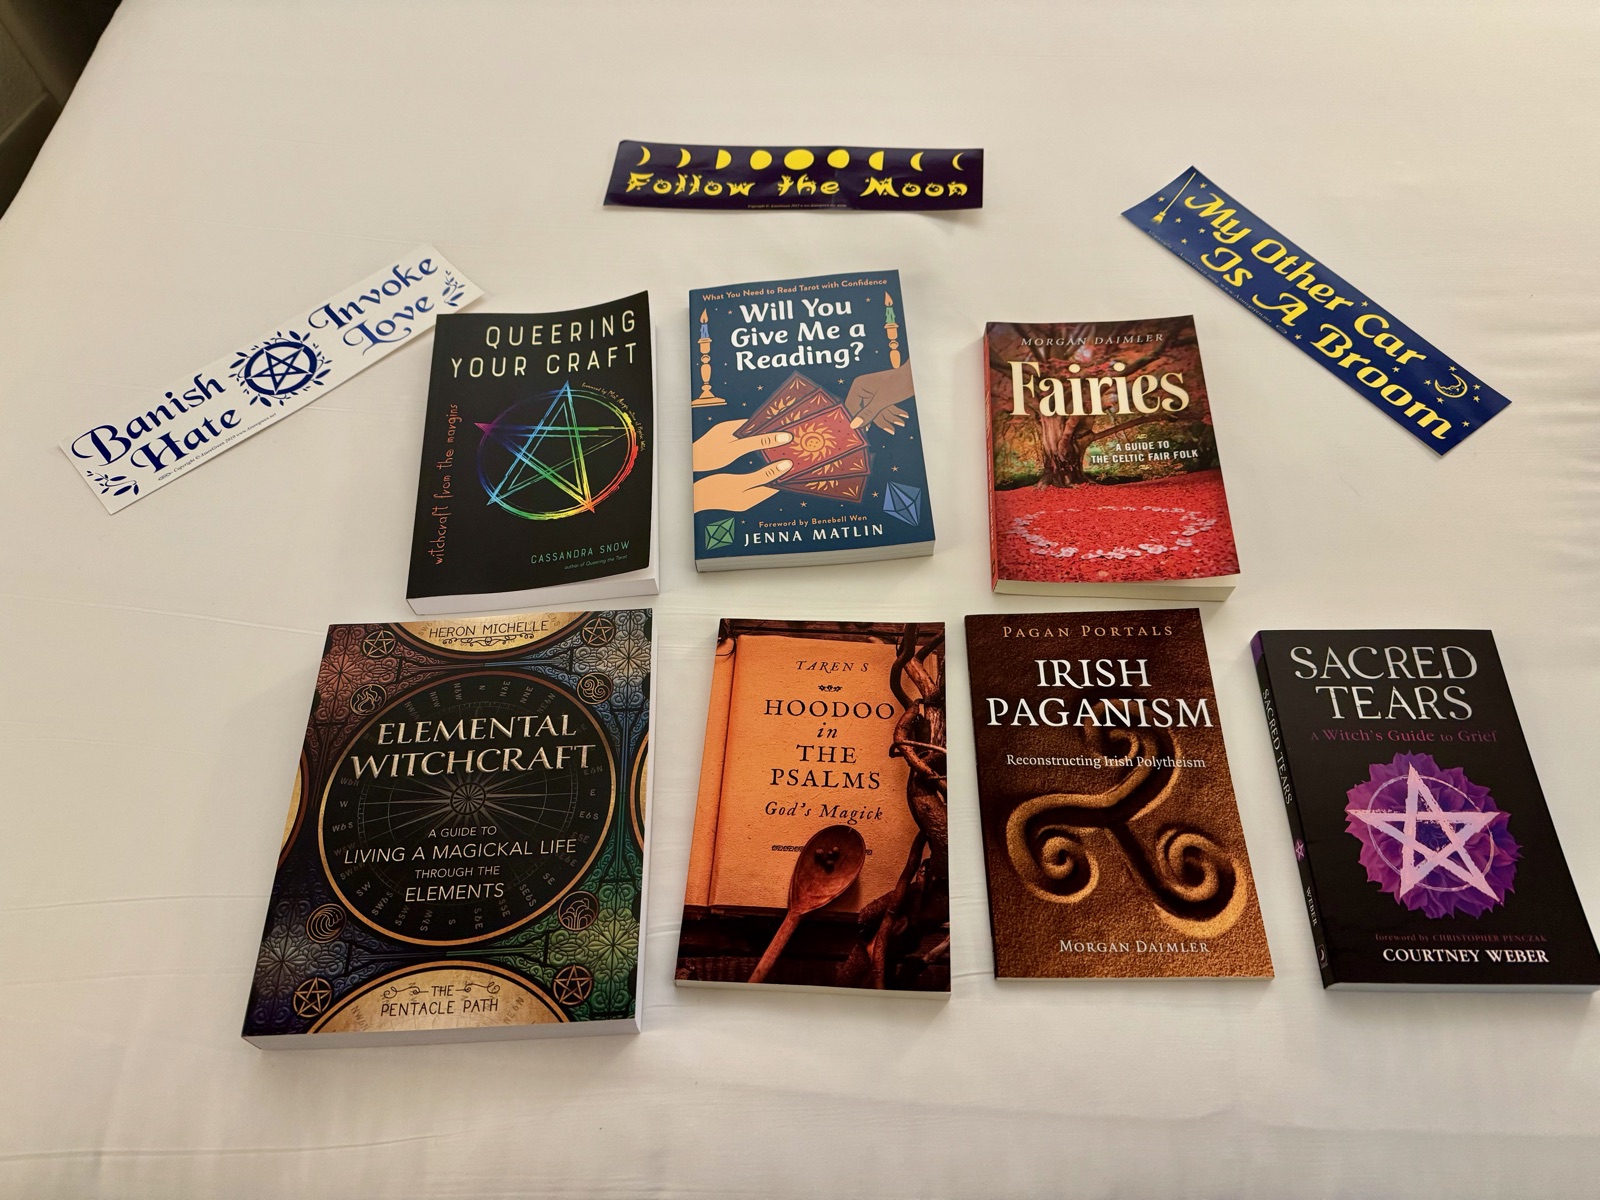 Follow the Moon
My Other Car
Is A Broom
Banish
Hate
Invoke
Love
QUEERING
YOUR CRAFT
witchcraft from the margins
CASSANDRA SNOW
author of Queering the Tarot
What You Need to Read Tarot with Confidence
Will You
Give Me a
Reading?
Foreword by Benebell Wen
JENNA MATLIN
MORGAN DAIMLER
Fairies
A GUIDE TO
THE CELTIC FAIR FOLK
HERON MICHELLE
ELEMENTAL
WITCHCRAFT
A GUIDE TO
LIVING A MAGICKAL LIFE
THROUGH THE
ELEMENTS
THE
PENTACLE PATH
TAREN S
HOODOO
in
THE
PSALMS
God's Magick
PAGAN PORTALS
IRISH
PAGANISM
Reconstructing Irish Polytheism
MORGAN DAIMLER
SACRED TEARS
WEBER
SACRED
TEARS
A Witch's Guide to Grief
foreword by CHRISTOPHER PENCZAK
COURTNEY WEBER